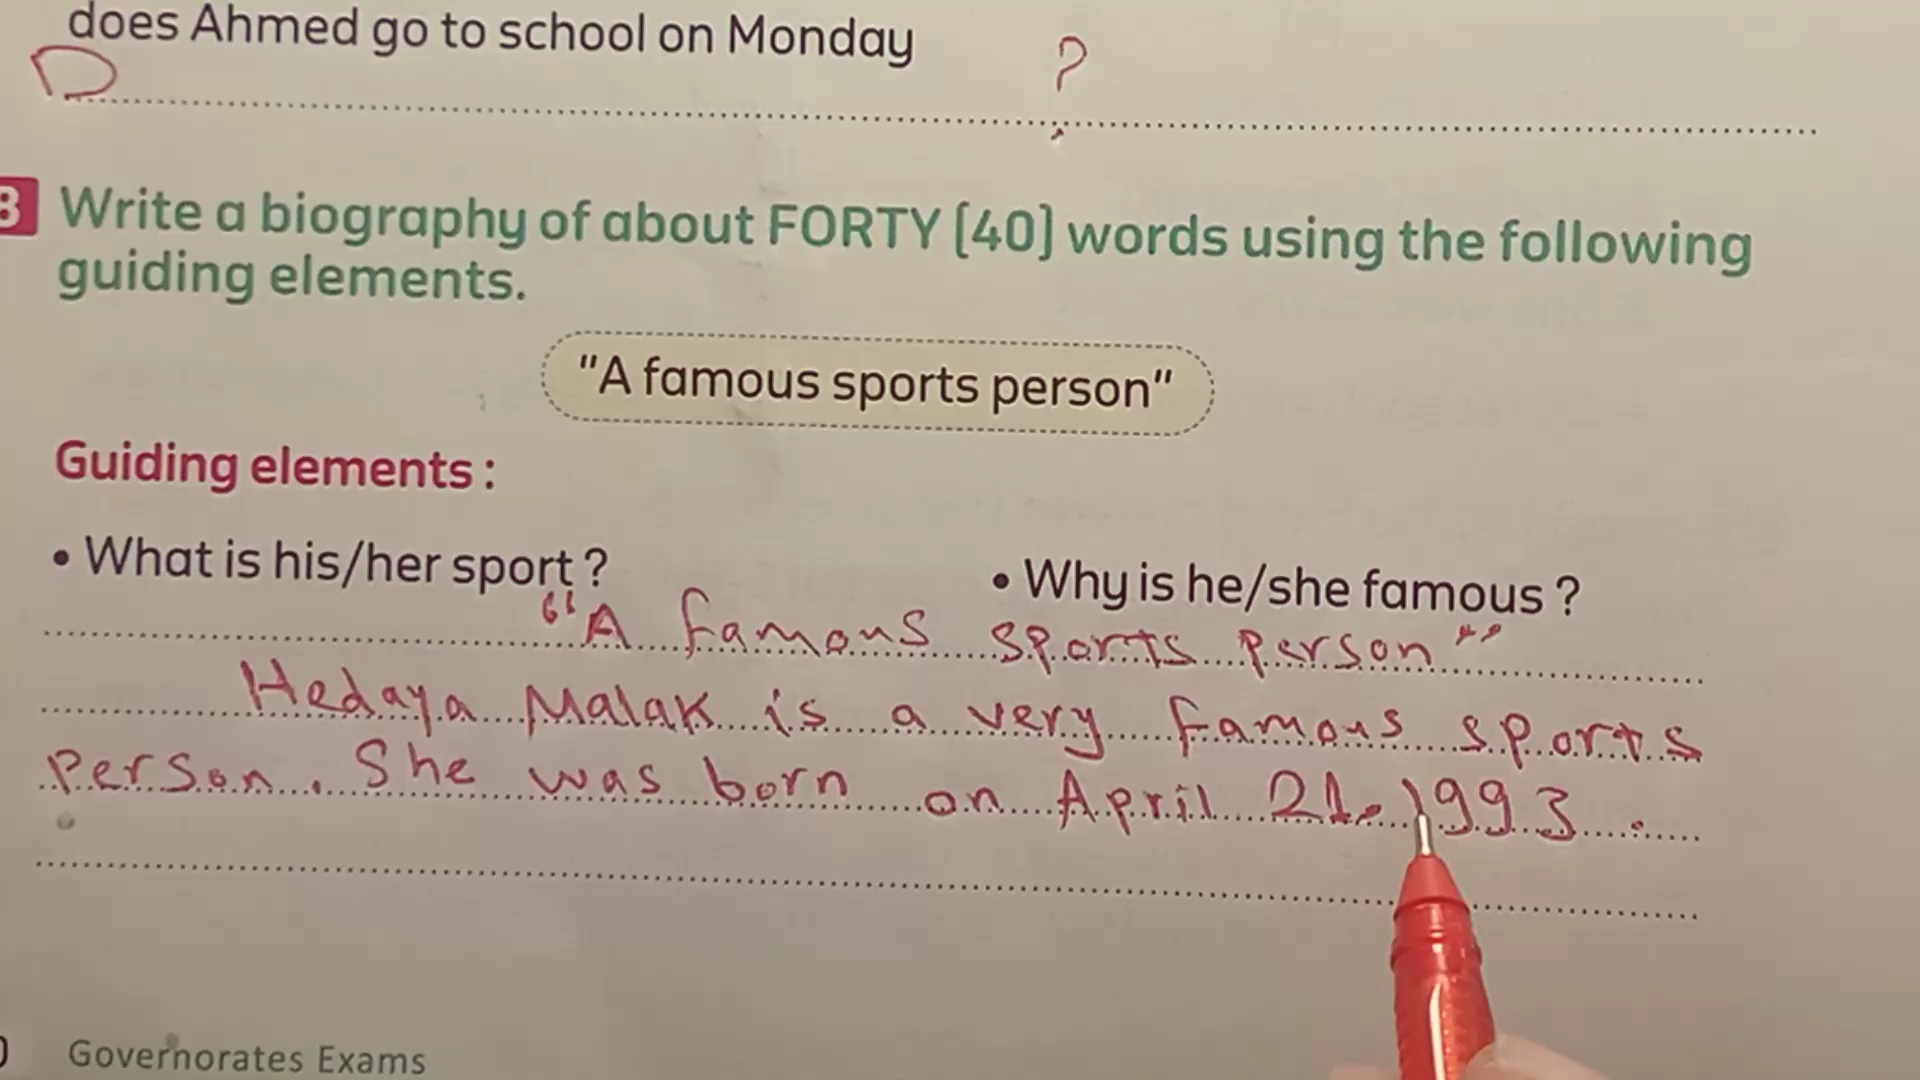 does Ahmed go to school on Monday
D ?
3 Write a biography of about FORTY (40) words using the following
guiding elements.
"A famous sports person"
Guiding elements :
• What is his/her sport ? • Why is he/she famous ?
"A famous sports person"
Hedaya Malak is a very famous sports
person. She was born on April 21, 1993.
Governorates Exams